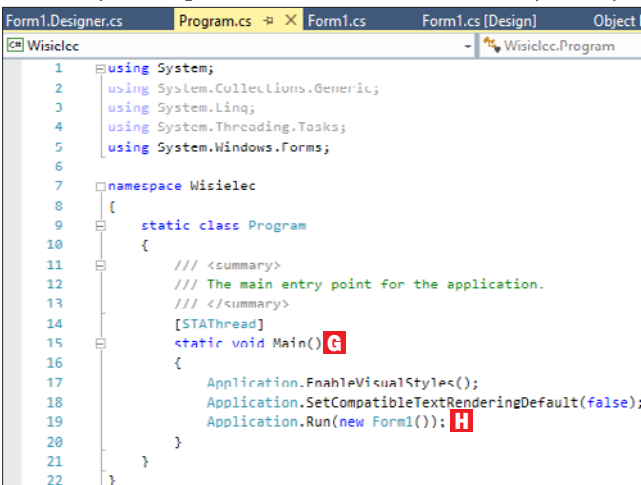 Form1.Designer.cs Program.cs Form1.cs Form1.cs [Design] Object
C# Wisielec Wisielec.Program
1 using System;
2 using System.Collections.Generic;
3 using System.Linq;
4 using System.Threading.Tasks;
5 using System.Windows.Forms;
6
7 namespace Wisielec
8 {
9 static class Program
10 {
11 /// <summary>
12 /// The main entry point for the application.
13 /// </summary>
14 [STAThread]
15 static void Main() G
16 {
17 Application.EnableVisualStyles();
18 Application.SetCompatibleTextRenderingDefault(false);
19 Application.Run(new Form1()); H
20 }
21 }
22 }